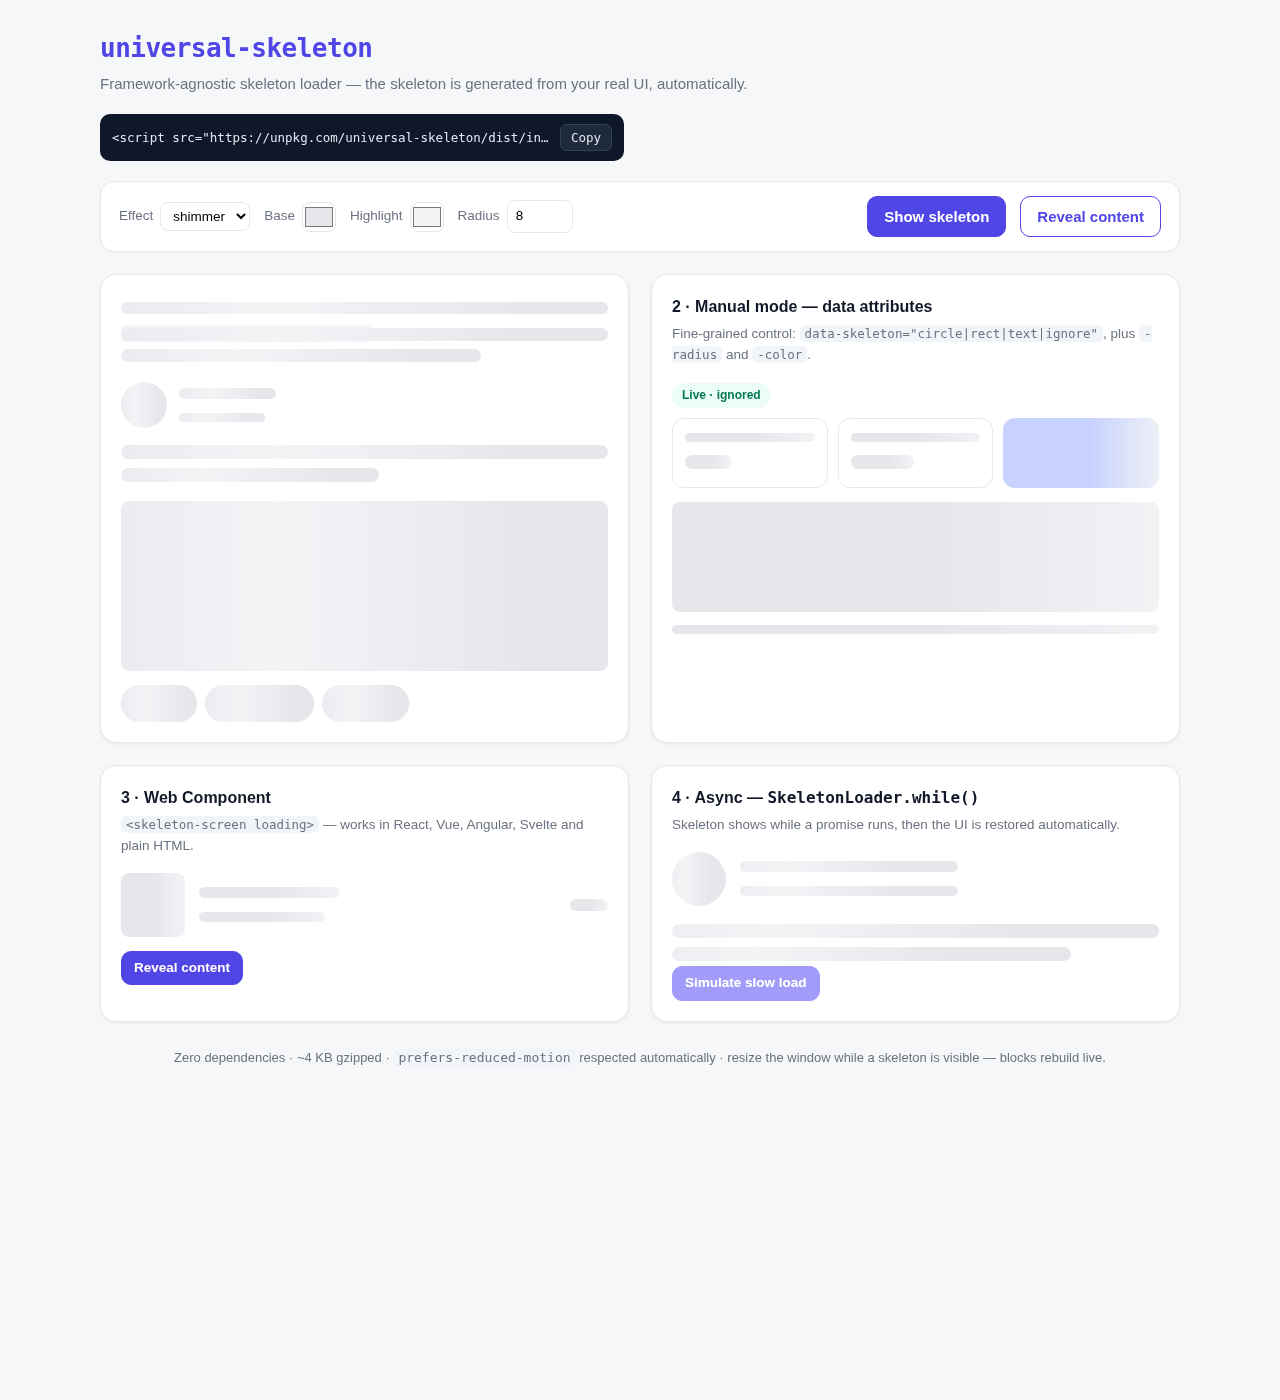 universal-skeleton
Framework-agnostic skeleton loader — the skeleton is generated from your real UI, automatically.
<script src="https://unpkg.com/universal-skeleton/dist/in… Copy
Effect shimmer Base Highlight Radius 8 Show skeleton Reveal content
2 · Manual mode — data attributes
Fine-grained control: data-skeleton="circle|rect|text|ignore", plus -
radius and -color.
Live · ignored
3 · Web Component
<skeleton-screen loading> — works in React, Vue, Angular, Svelte and
plain HTML.
Reveal content
4 · Async — SkeletonLoader.while()
Skeleton shows while a promise runs, then the UI is restored automatically.
Simulate slow load
Zero dependencies · ~4 KB gzipped · prefers-reduced-motion respected automatically · resize the window while a skeleton is visible — blocks rebuild live.